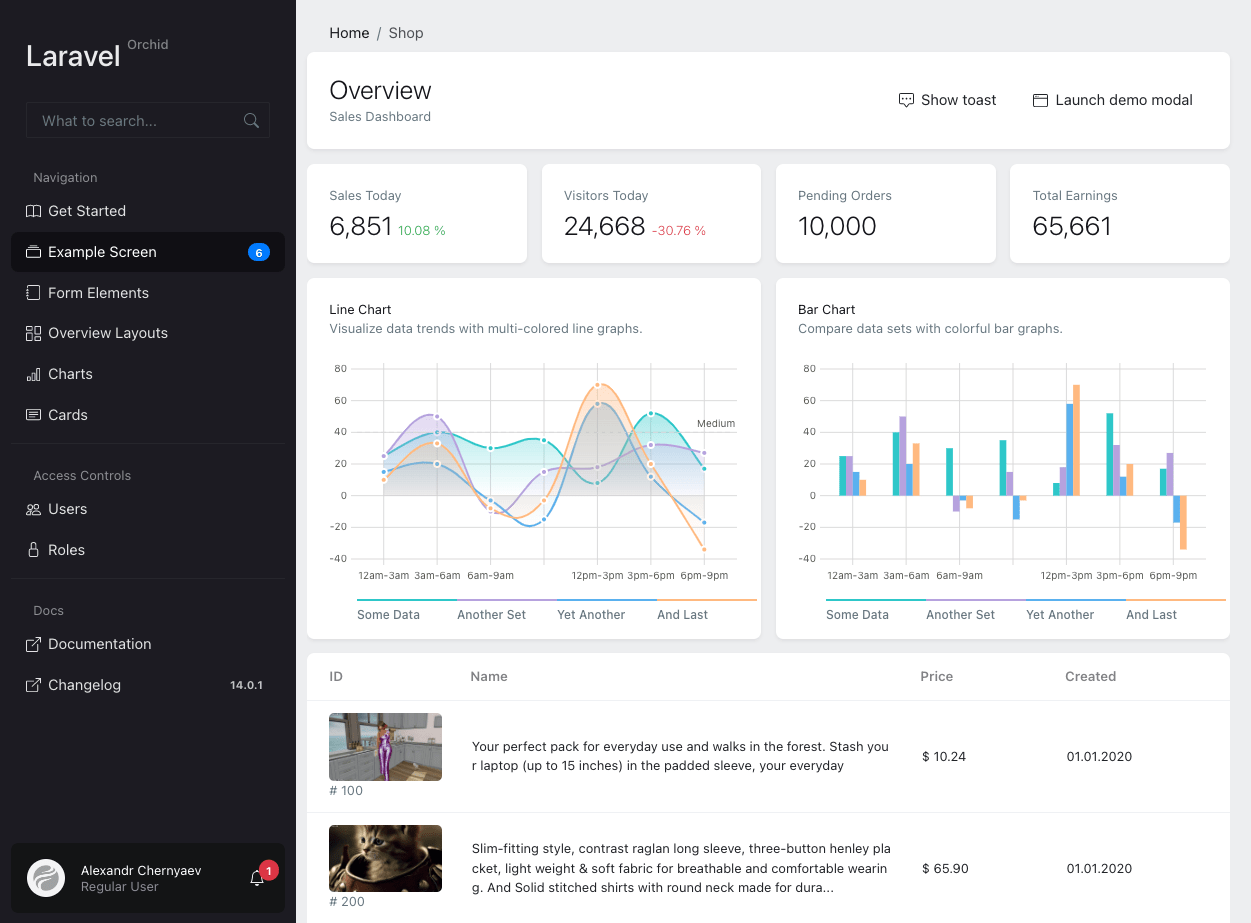 Laravel Orchid
What to search...
Navigation
Get Started
Example Screen 6
Form Elements
Overview Layouts
Charts
Cards
Access Controls
Users
Roles
Docs
Documentation
Changelog 14.0.1
Alexandr Chernyaev
Regular User
1
Home / Shop
Overview
Sales Dashboard
Show toast
Launch demo modal
Sales Today
6,851 10.08 %
Visitors Today
24,668 -30.76 %
Pending Orders
10,000
Total Earnings
65,661
Line Chart
Visualize data trends with multi-colored line graphs.
80
60
40
20
0
-20
-40
Medium
12am-3am 3am-6am 6am-9am 12pm-3pm 3pm-6pm 6pm-9pm
Some Data Another Set Yet Another And Last
Bar Chart
Compare data sets with colorful bar graphs.
80
60
40
20
0
-20
-40
12am-3am 3am-6am 6am-9am 12pm-3pm 3pm-6pm 6pm-9pm
Some Data Another Set Yet Another And Last
ID Name Price Created
Your perfect pack for everyday use and walks in the forest. Stash you
r laptop (up to 15 inches) in the padded sleeve, your everyday
$ 10.24
01.01.2020
# 100
Slim-fitting style, contrast raglan long sleeve, three-button henley pla
cket, light weight & soft fabric for breathable and comfortable wearin
g. And Solid stitched shirts with round neck made for dura...
$ 65.90
01.01.2020
# 200